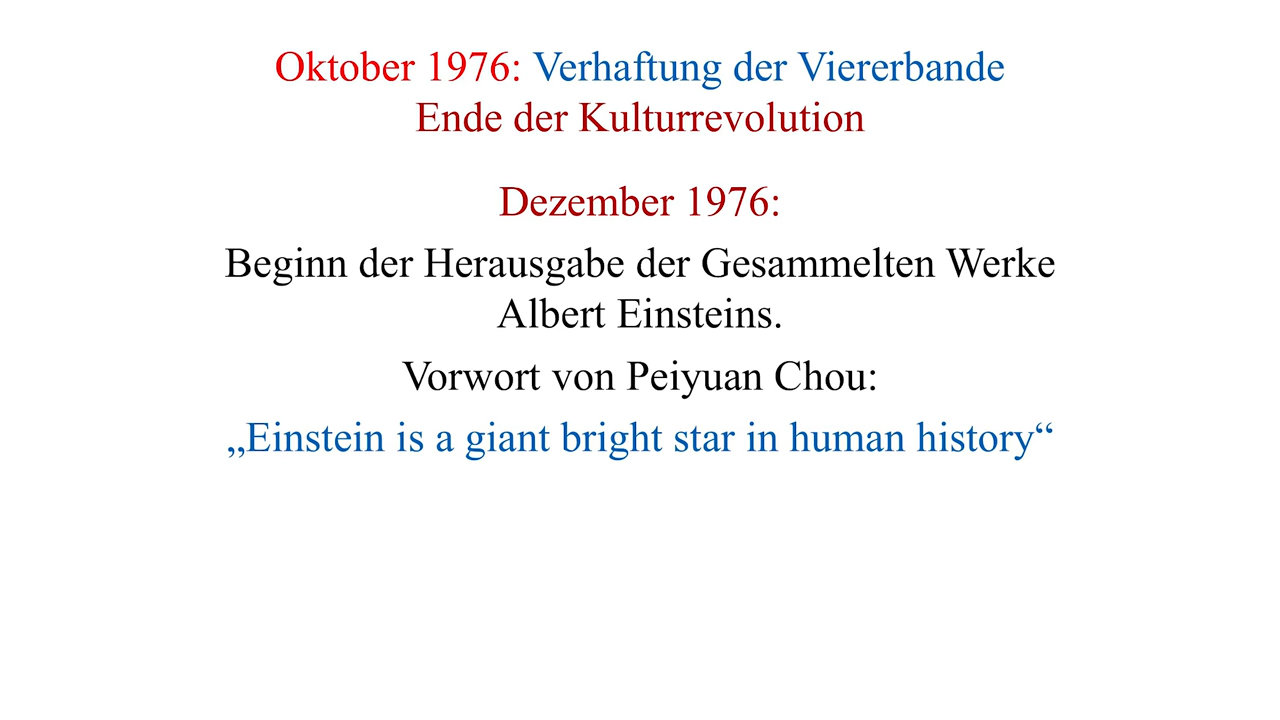 Oktober 1976: Verhaftung der Viererbande
Ende der Kulturrevolution
Dezember 1976:
Beginn der Herausgabe der Gesammelten Werke
Albert Einsteins.
Vorwort von Peiyuan Chou:
„Einstein is a giant bright star in human history“